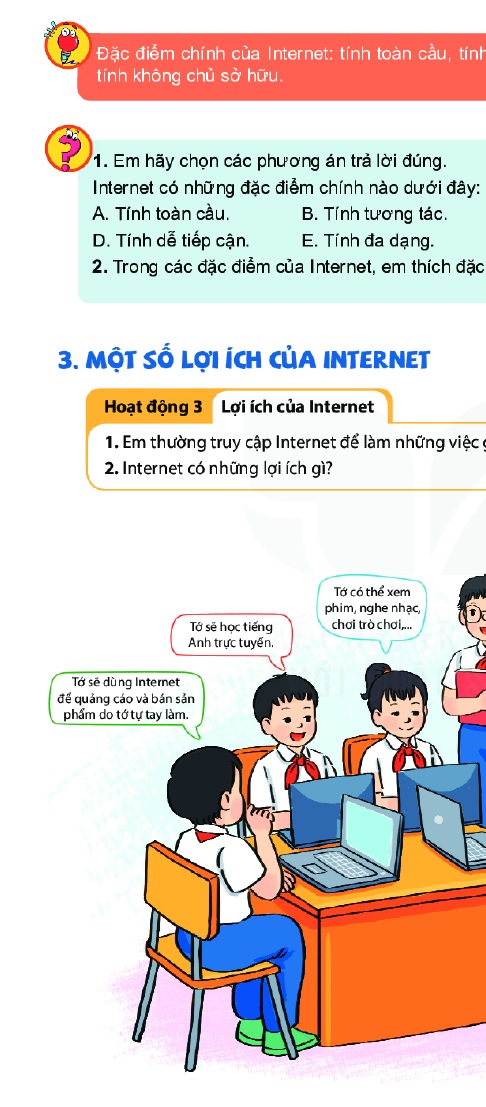 Đặc điểm chính của Internet: tính toàn cầu, tính
tính không chủ sở hữu.
1. Em hãy chọn các phương án trả lời đúng.
Internet có những đặc điểm chính nào dưới đây:
A. Tính toàn cầu. B. Tính tương tác.
D. Tính dễ tiếp cận. E. Tính đa dạng.
2. Trong các đặc điểm của Internet, em thích đặc
3. MỘT SỐ LỢI ÍCH CỦA INTERNET
Hoạt động 3 Lợi ích của Internet
1. Em thường truy cập Internet để làm những việc
2. Internet có những lợi ích gì?
Tớ có thể xem
phim, nghe nhạc,
chơi trò chơi,...
Tớ sẽ học tiếng
Anh trực tuyến.
Tớ sẽ dùng Internet
để quảng cáo và bán sản
phẩm do tớ tự tay làm.